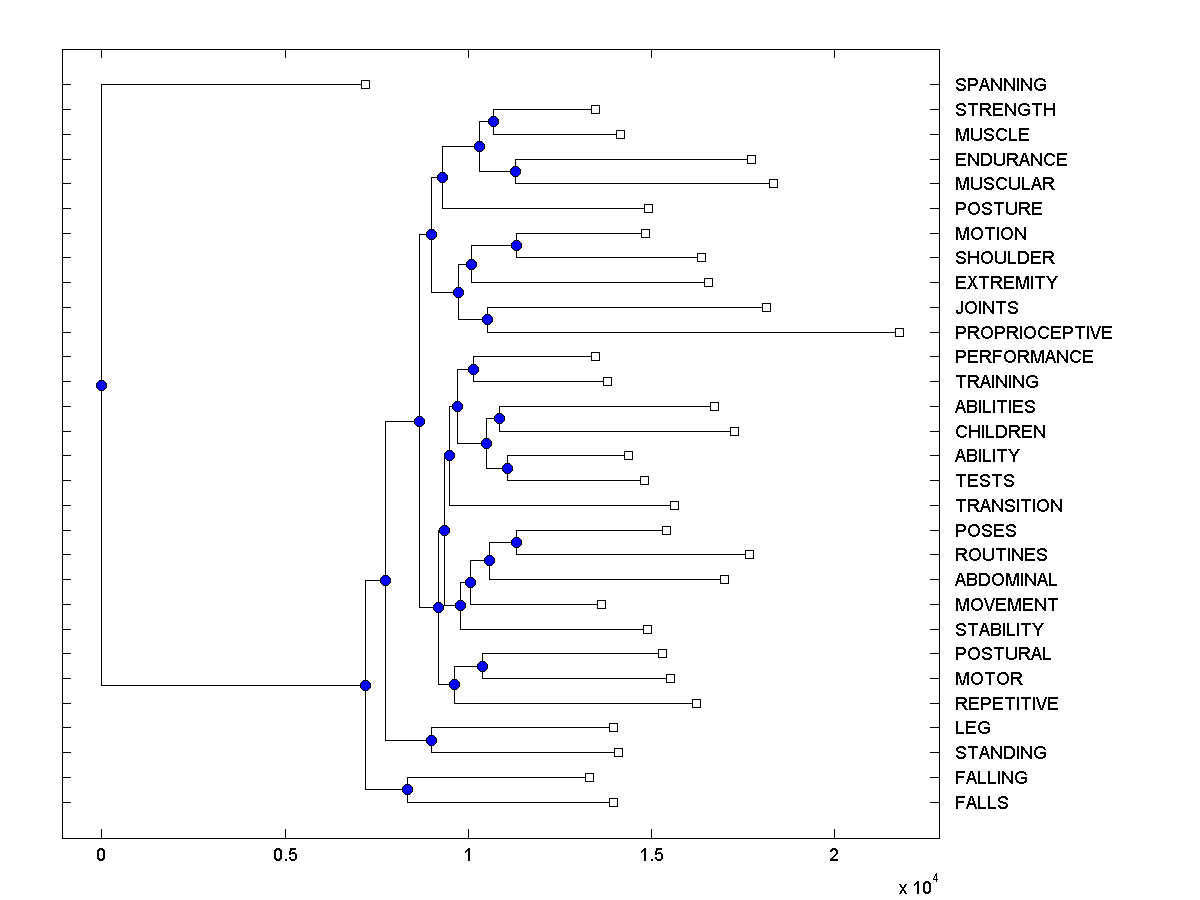 SPANNING
STRENGTH
MUSCLE
ENDURANCE
MUSCULAR
POSTURE
MOTION
SHOULDER
EXTREMITY
JOINTS
PROPRIOCEPTIVE
PERFORMANCE
TRAINING
ABILITIES
CHILDREN
ABILITY
TESTS
TRANSITION
POSES
ROUTINES
ABDOMINAL
MOVEMENT
STABILITY
POSTURAL
MOTOR
REPETITIVE
LEG
STANDING
FALLING
FALLS
0 0.5 1 1.5 2
x 10⁴